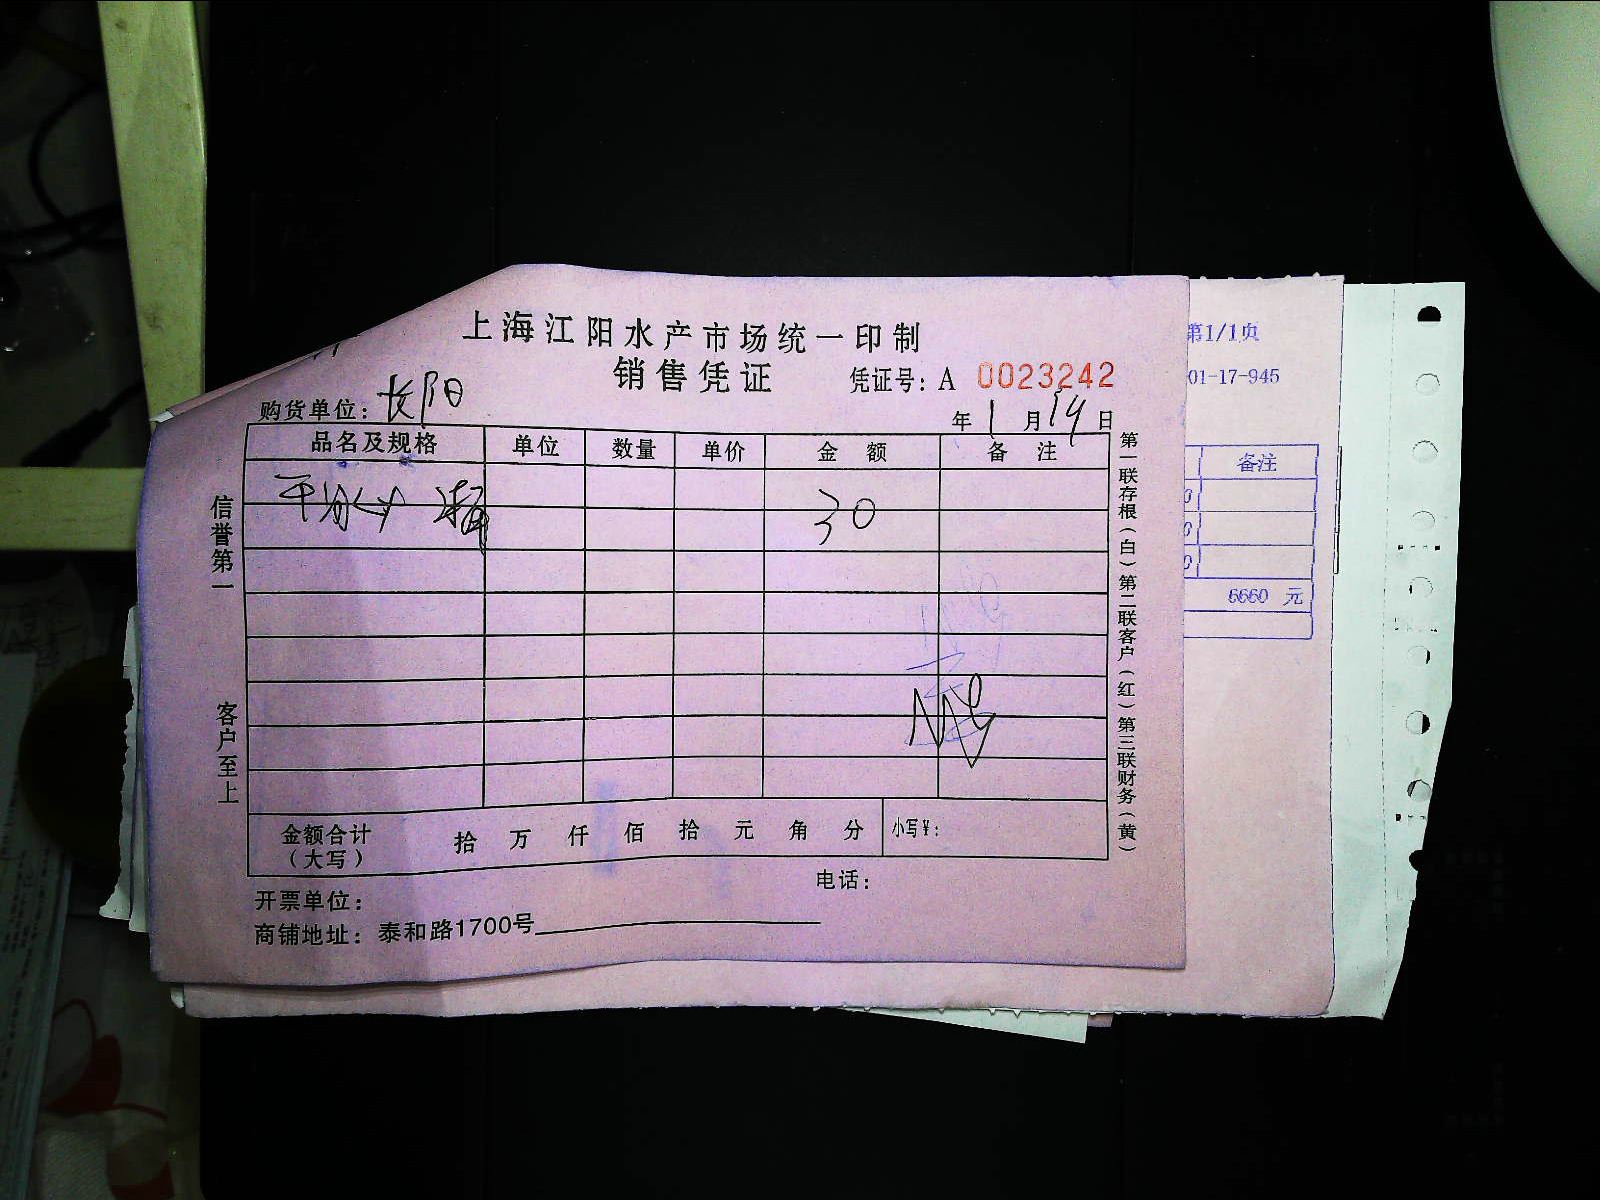 上海江阳水产市场统一印制
销售凭证
凭证号：A 0023242
购货单位：长阳
年1月19日
品名及规格 单位 数量 单价 金额 备注
30
金额合计（大写） 拾万仟佰拾元角分 小写￥：
电话：
开票单位：
商铺地址：泰和路1700号
信誉第一
客户至上
第一联存根（白）第二联客户（红）第三联财务（黄）
第1/1页
01-17-945
备注
6660 元